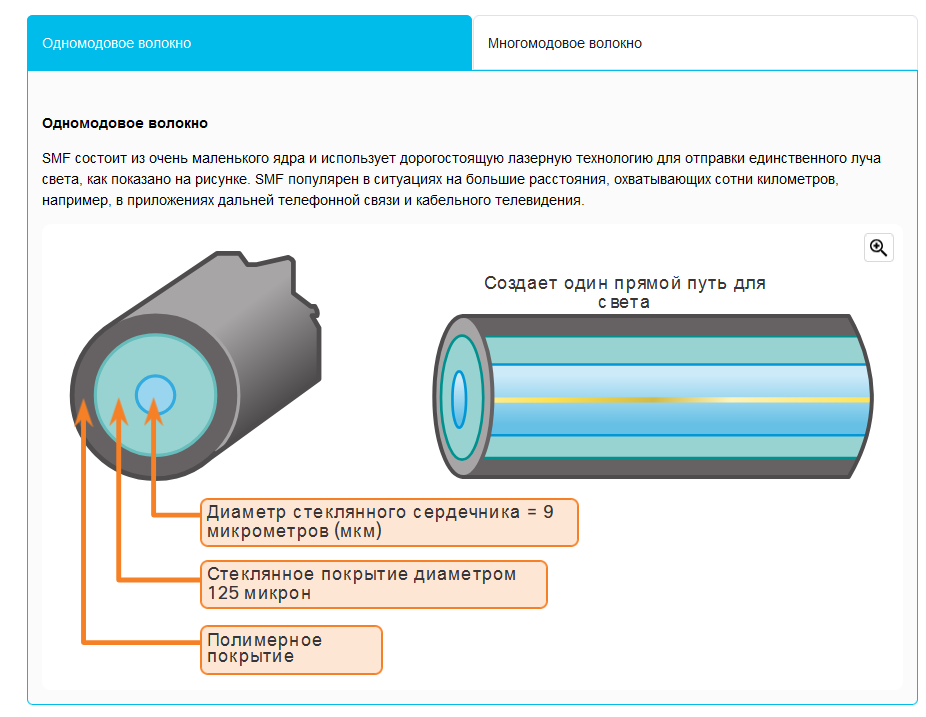 Одномодовое волокно
Многомодовое волокно
Одномодовое волокно
SMF состоит из очень маленького ядра и использует дорогостоящую лазерную технологию для отправки единственного луча
света, как показано на рисунке. SMF популярен в ситуациях на большие расстояния, охватывающих сотни километров,
например, в приложениях дальней телефонной связи и кабельного телевидения.
Создает один прямой путь для
света
Диаметр стеклянного сердечника = 9
микрометров (мкм)
Стеклянное покрытие диаметром
125 микрон
Полимерное
покрытие